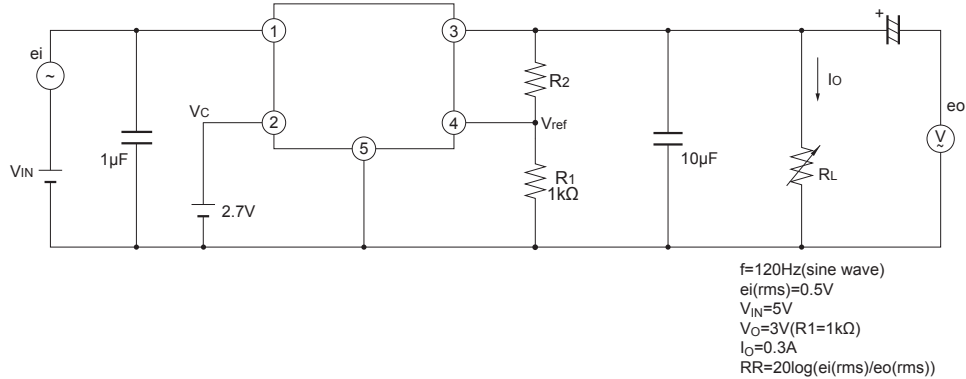 ei
~
VIN
1μF
VC
2.7V
1
2
3
4
5
R2
Vref
R1
1kΩ
10μF
IO
RL
+
eo
V
~
f=120Hz(sine wave)
ei(rms)=0.5V
VIN=5V
VO=3V(R1=1kΩ)
IO=0.3A
RR=20log(ei(rms)/eo(rms))